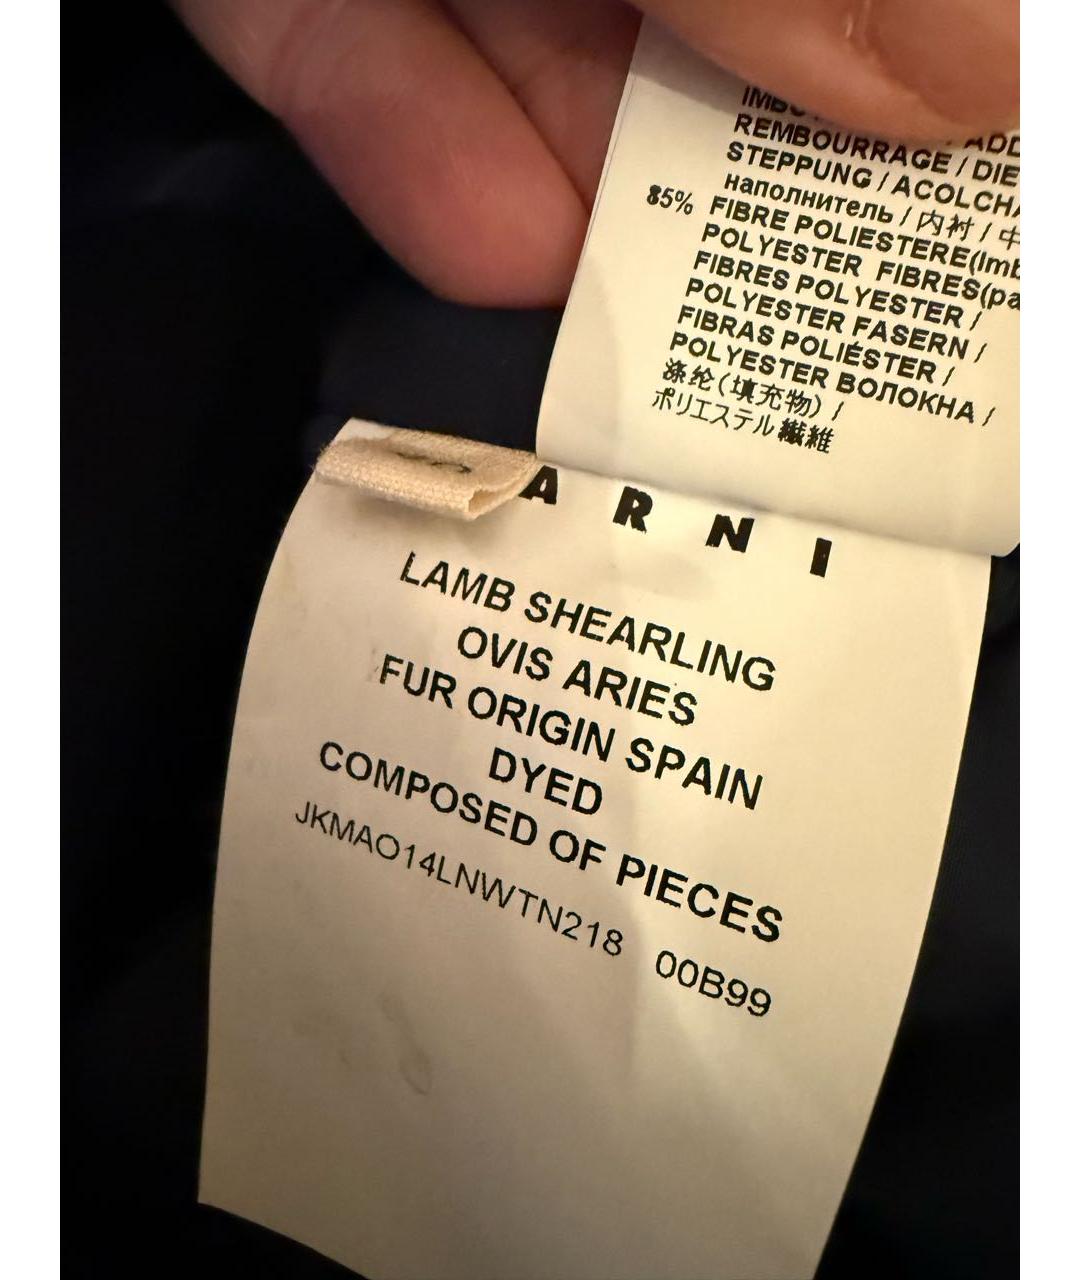 REMBOURRAGE / DIE
STEPPUNG / ACOLCHA
наполнитель / 内衬 / 中
85% FIBRE POLIESTERE(Imb
POLYESTER FIBRES(pa
FIBRES POLYESTER /
POLYESTER FASERN /
FIBRAS POLIÉSTER /
POLYESTER ВОЛОКНА /
涤纶(填充物) /
ポリエステル繊維
ARNI
LAMB SHEARLING
OVIS ARIES
FUR ORIGIN SPAIN
DYED
COMPOSED OF PIECES
JKMAO14LNWTN218 00B99